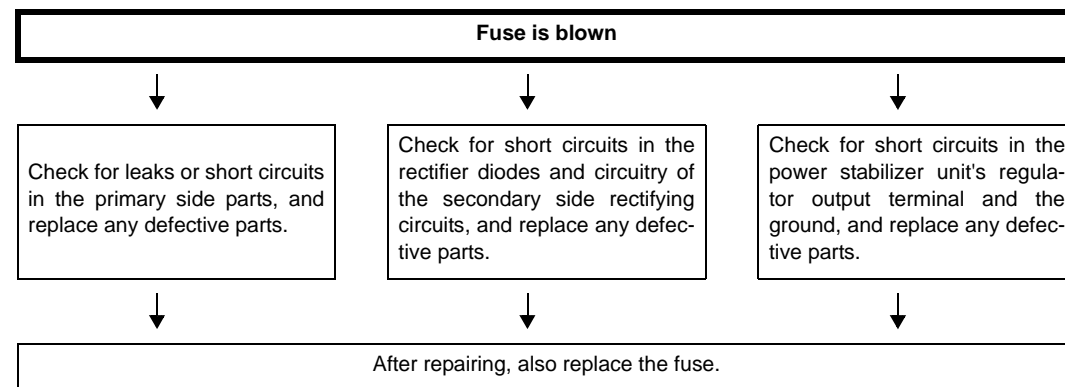 Fuse is blown
Check for leaks or short circuits
in the primary side parts, and
replace any defective parts.
Check for short circuits in the
rectifier diodes and circuitry of
the secondary side rectifying
circuits, and replace any defec-
tive parts.
Check for short circuits in the
power stabilizer unit's regula-
tor output terminal and the
ground, and replace any defec-
tive parts.
After repairing, also replace the fuse.